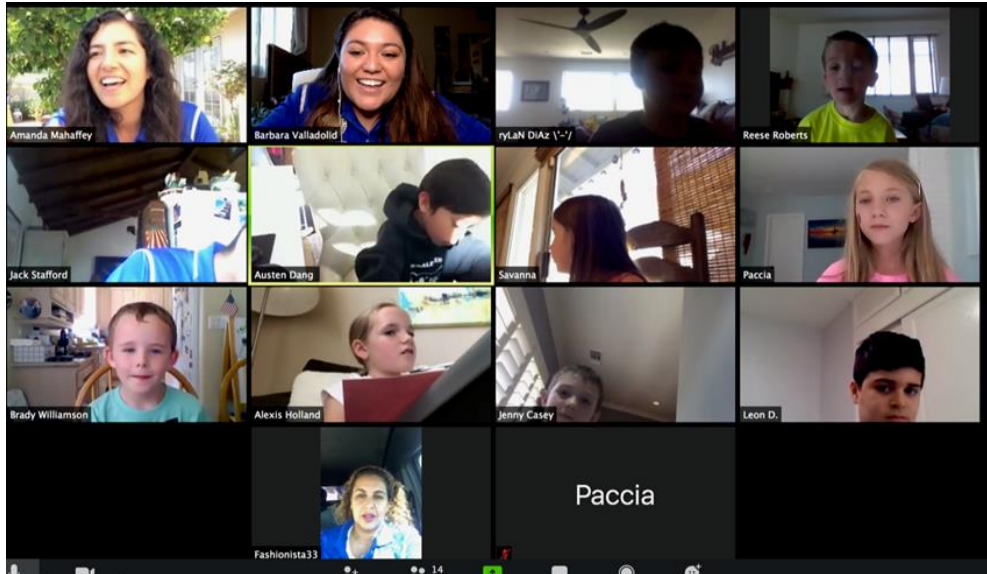 Amanda Mahaffey
Barbara Valladolid
ryLaN DiAz \'-'/
Reese Roberts
Jack Stafford
Austen Dang
Savanna
Paccia
Brady Williamson
Alexis Holland
Jenny Casey
Leon D.
Fashionista33
Paccia
14